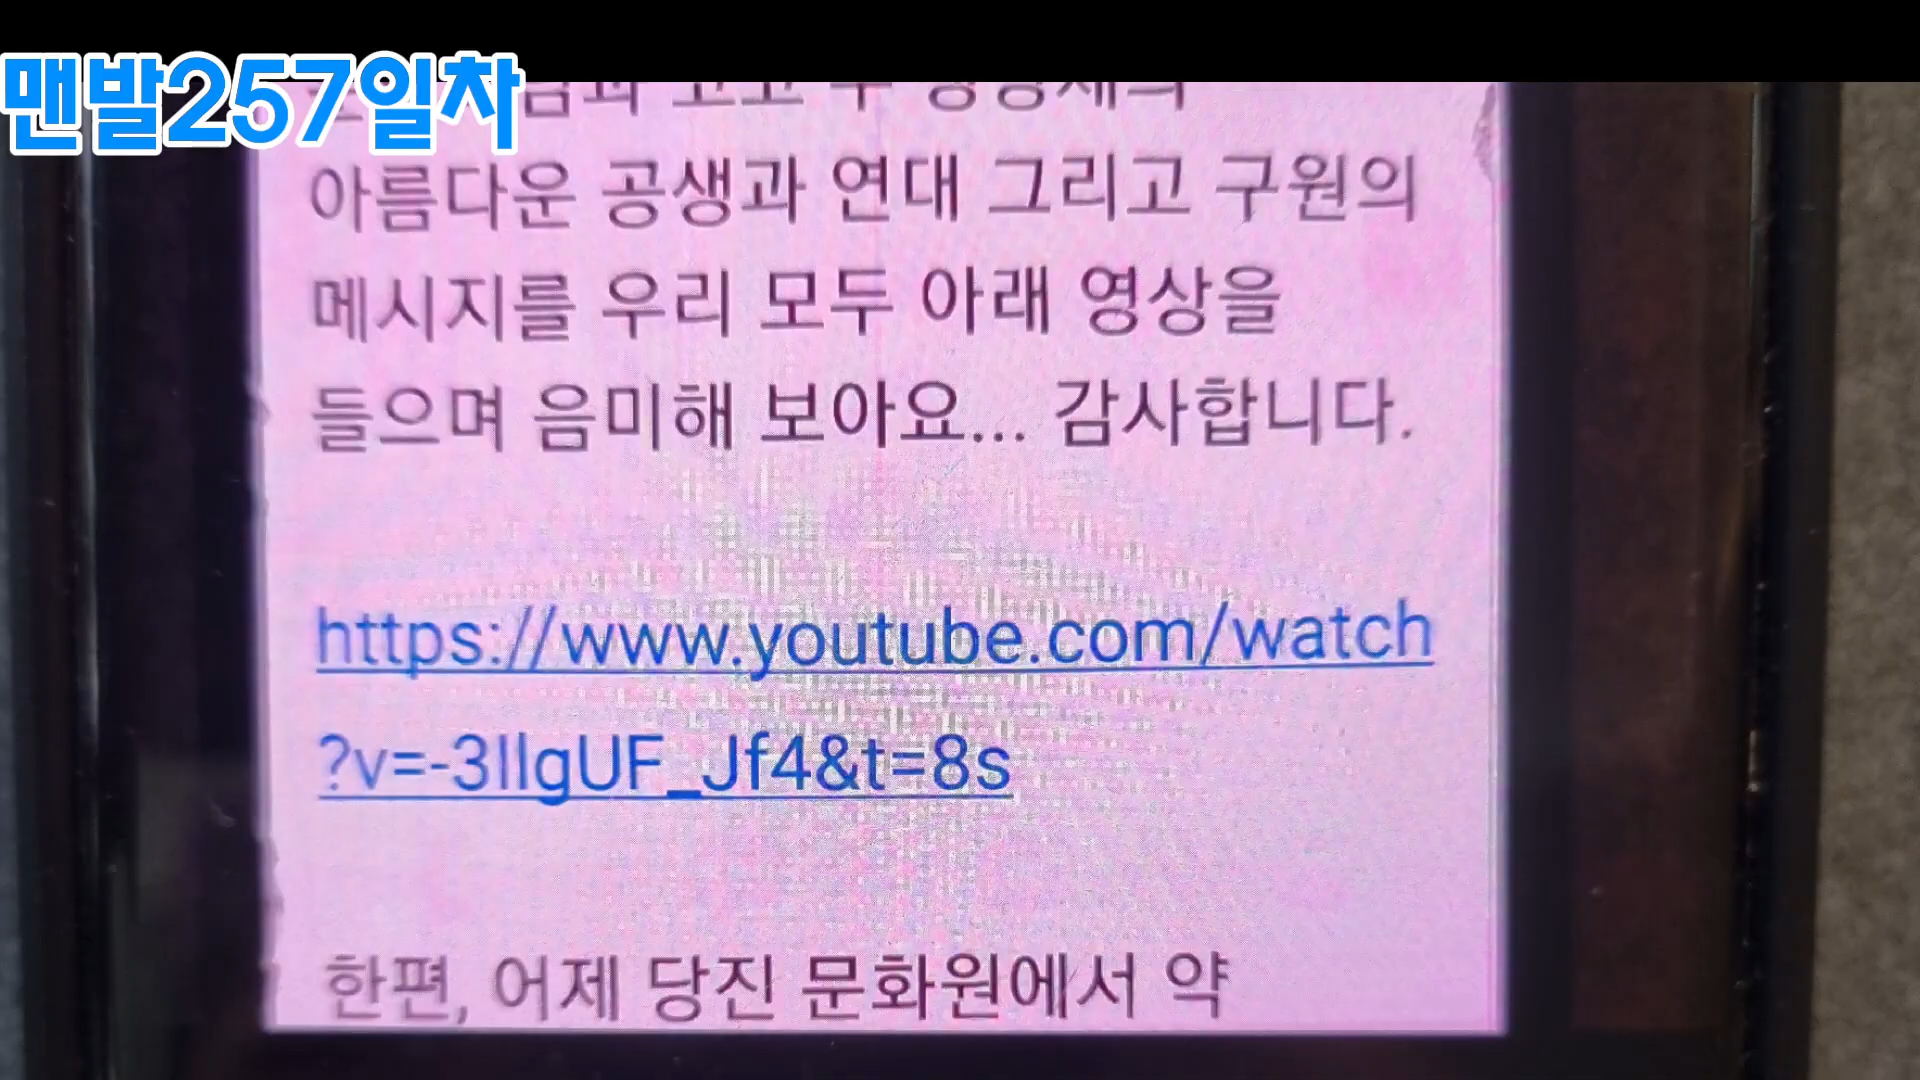 맨발257일차
아름다운 공생과 연대 그리고 구원의
메시지를 우리 모두 아래 영상을
들으며 음미해 보아요... 감사합니다.
https://www.youtube.com/watch
?v=-3IlgUF_Jf4&t=8s
한편, 어제 당진 문화원에서 약